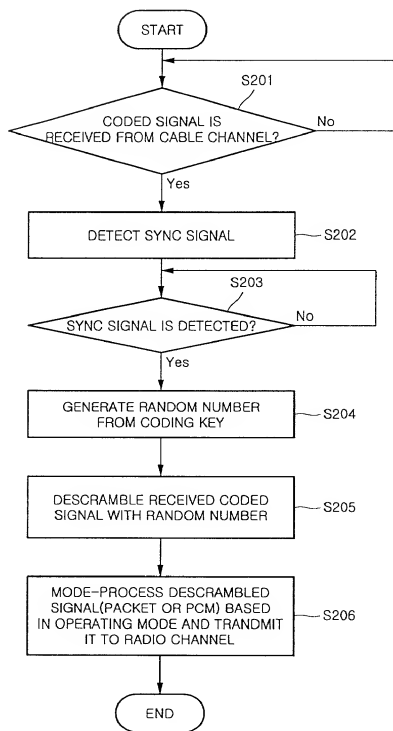 START
S201
CODED SIGNAL IS
RECEIVED FROM CABLE CHANNEL?
No
Yes
DETECT SYNC SIGNAL
S202
S203
SYNC SIGNAL IS DETECTED?
No
Yes
GENERATE RANDOM NUMBER
FROM CODING KEY
S204
DESCRAMBLE RECEIVED CODED
SIGNAL WITH RANDOM NUMBER
S205
MODE-PROCESS DESCRAMBLED
SIGNAL(PACKET OR PCM) BASED
IN OPERATING MODE AND TRANDMIT
IT TO RADIO CHANNEL
S206
END